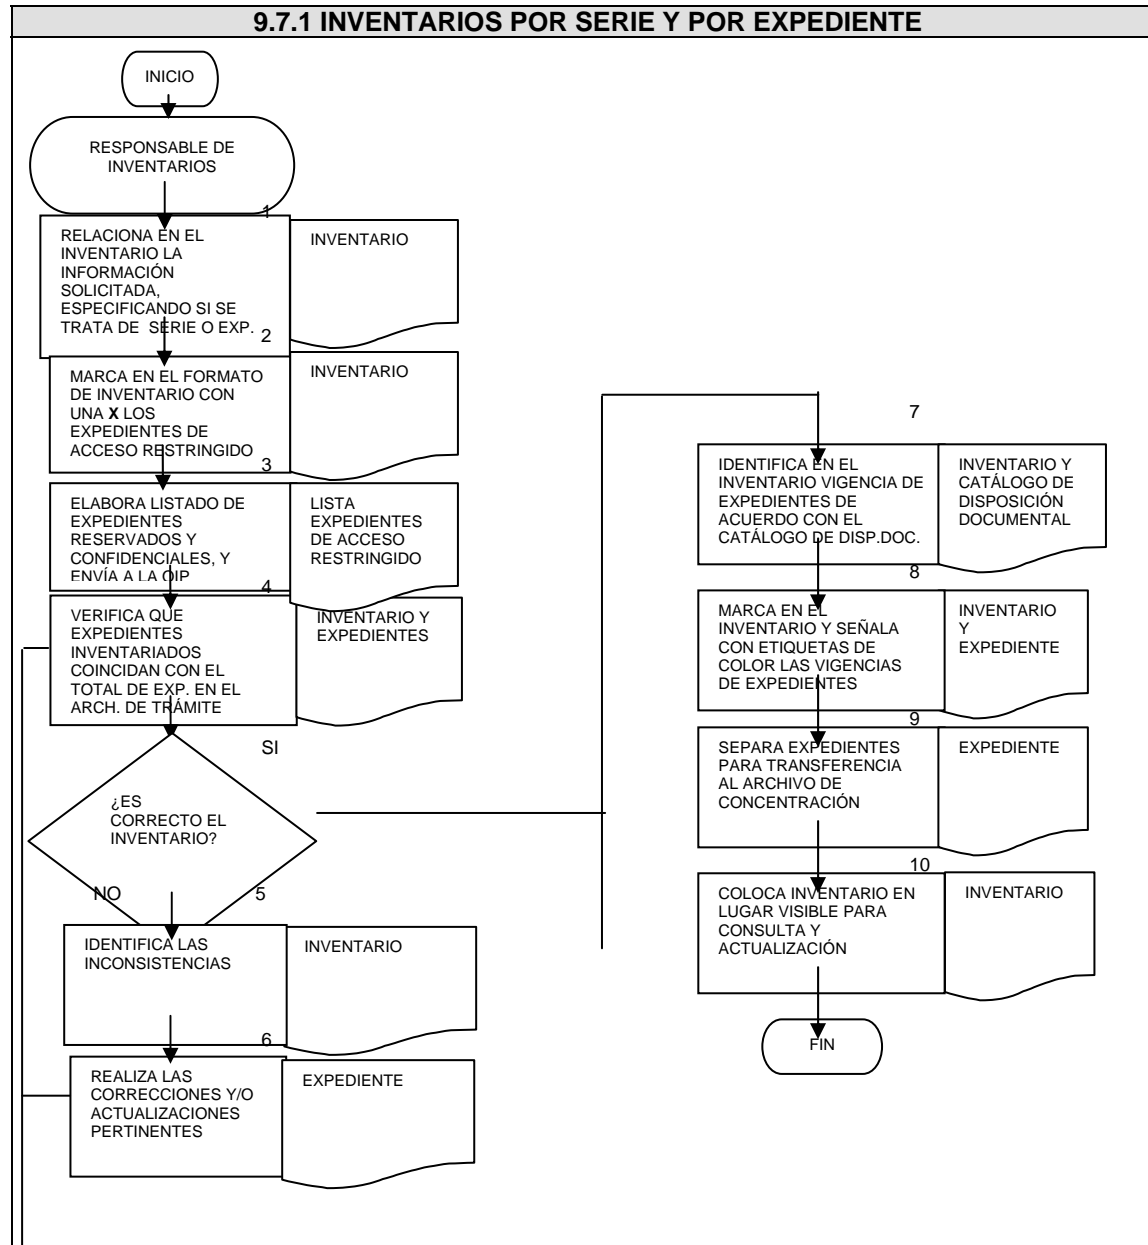 9.7.1 INVENTARIOS POR SERIE Y POR EXPEDIENTE
INICIO
RESPONSABLE DE
INVENTARIOS
1
RELACIONA EN EL
INVENTARIO LA
INFORMACIÓN
SOLICITADA,
ESPECIFICANDO SI SE
TRATA DE SERIE O EXP.
INVENTARIO
2
MARCA EN EL FORMATO
DE INVENTARIO CON
UNA X LOS
EXPEDIENTES DE
ACCESO RESTRINGIDO
INVENTARIO
3
ELABORA LISTADO DE
EXPEDIENTES
RESERVADOS Y
CONFIDENCIALES, Y
ENVÍA A LA OIP
LISTA
EXPEDIENTES
DE ACCESO
RESTRINGIDO
4
VERIFICA QUE
EXPEDIENTES
INVENTARIADOS
COINCIDAN CON EL
TOTAL DE EXP. EN EL
ARCH. DE TRÁMITE
INVENTARIO Y
EXPEDIENTES
SI
¿ES
CORRECTO EL
INVENTARIO?
NO
5
IDENTIFICA LAS
INCONSISTENCIAS
INVENTARIO
6
REALIZA LAS
CORRECCIONES Y/O
ACTUALIZACIONES
PERTINENTES
EXPEDIENTE
7
IDENTIFICA EN EL
INVENTARIO VIGENCIA DE
EXPEDIENTES DE
ACUERDO CON EL
CATÁLOGO DE DISP.DOC.
INVENTARIO Y
CATÁLOGO DE
DISPOSICIÓN
DOCUMENTAL
8
MARCA EN EL
INVENTARIO Y SEÑALA
CON ETIQUETAS DE
COLOR LAS VIGENCIAS
DE EXPEDIENTES
INVENTARIO
Y
EXPEDIENTE
9
SEPARA EXPEDIENTES
PARA TRANSFERENCIA
AL ARCHIVO DE
CONCENTRACIÓN
EXPEDIENTE
10
COLOCA INVENTARIO EN
LUGAR VISIBLE PARA
CONSULTA Y
ACTUALIZACIÓN
INVENTARIO
FIN